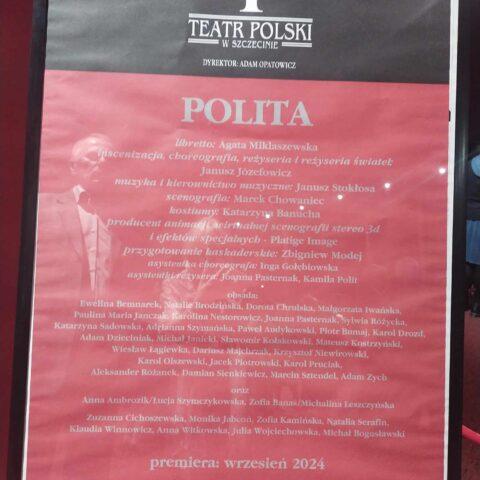 TEATR POLSKI
W SZCZECINIE
DYREKTOR: ADAM OPATOWICZ
POLITA
libretto: Agata Miklaszewska
inscenizacja, choreografia, reżyseria i reżyseria świateł:
Janusz Józefowicz
muzyka i kierownictwo muzyczne: Janusz Stokłosa
scenografia: Marek Chowaniec
kostiumy: Katarzyna Banucha
producent animacji, wirtualnej scenografii stereo 3d
i efektów specjalnych - Platige Image
przygotowanie kaskaderskie: Zbigniew Modej
asystentka choreografa: Inga Gołębiowska
asystentki reżysera: Joanna Pasternak, Kamila Polit
obsada:
Ewelina Bemnarek, Natalie Brodzińska, Dorota Chrulska, Małgorzata Iwańska,
Paulina Maria Janczak, Karolina Nestorowicz, Joanna Pasternak, Sylwia Różycka,
Katarzyna Sadowska, Adrianna Szymańska, Paweł Audykowski, Piotr Bumaj, Karol Drozd,
Adam Dzieciniak, Michał Janicki, Sławomir Kołakowski, Mateusz Kostrzyński,
Wiesław Łągiewka, Dariusz Majchrzak, Krzysztof Niewirowski,
Karol Olszewski, Jacek Piotrowski, Karol Pruciak,
Aleksander Różanek, Damian Sienkiewicz, Marcin Sztendel, Adam Zych
oraz
Anna Ambrozik/Łucja Szymczykowska, Zofia Banaś/Michalina Leszczyńska
Zuzanna Cichoszewska, Monika Jabcoń, Zofia Kamińska, Natalia Serafin,
Klaudia Winnowicz, Anna Witkowska, Julia Wojciechowska, Michał Bogusławski
premiera: wrzesień 2024